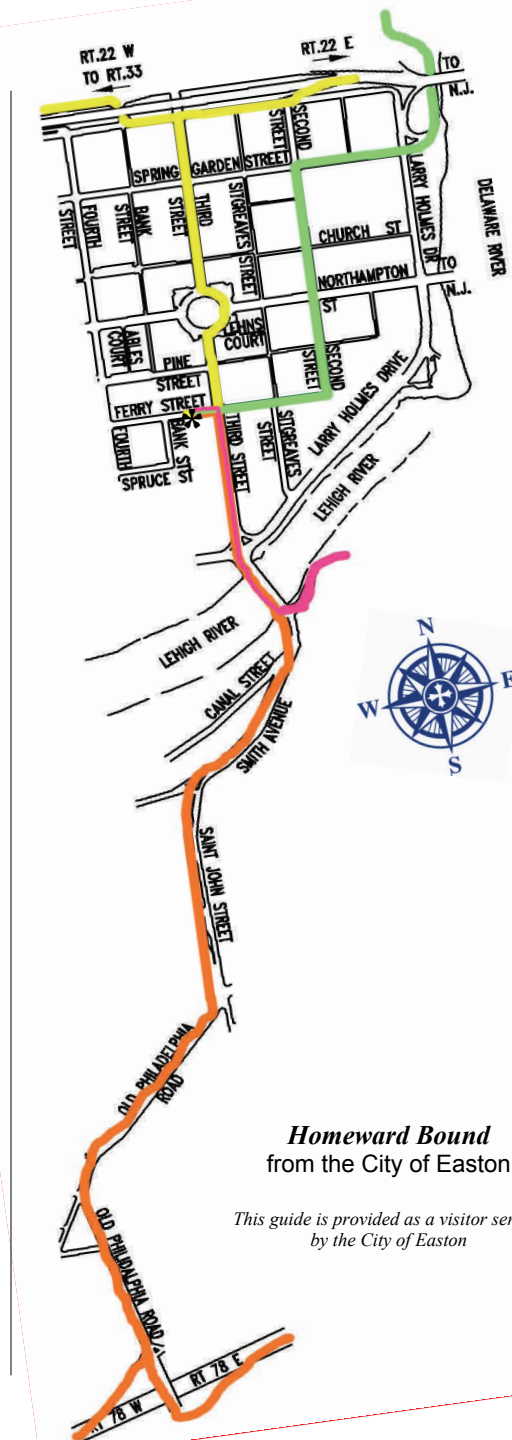 RT.22 W
TO RT.33
RT.22 E
TO
N.J.
SPRING GARDEN STREET
FOURTH
STREET
BANK
STREET
THIRD
STREET
SITGREAVES
STREET
SECOND
STREET
LARRY HOLMES DR
DELAWARE RIVER
CHURCH ST
NORTHAMPTON
ST
TO
N.J.
LEHNS
COURT
ABLES
COURT
PINE
STREET
FERRY STREET
FOURTH
BANK ST
SPRUCE ST
THIRD STREET
SITGREAVES
STREET
SECOND
STREET
LARRY HOLMES DRIVE
LEHIGH RIVER
LEHIGH RIVER
CANAL STREET
SMITH AVENUE
N
E
W
S
SAINT JOHN STREET
OLD PHILADELPHIA
ROAD
Homeward Bound
from the City of Easton
This guide is provided as a visitor ser
by the City of Easton
OLD PHILIDALPHIA ROAD
RT 78 W
RT 78 E